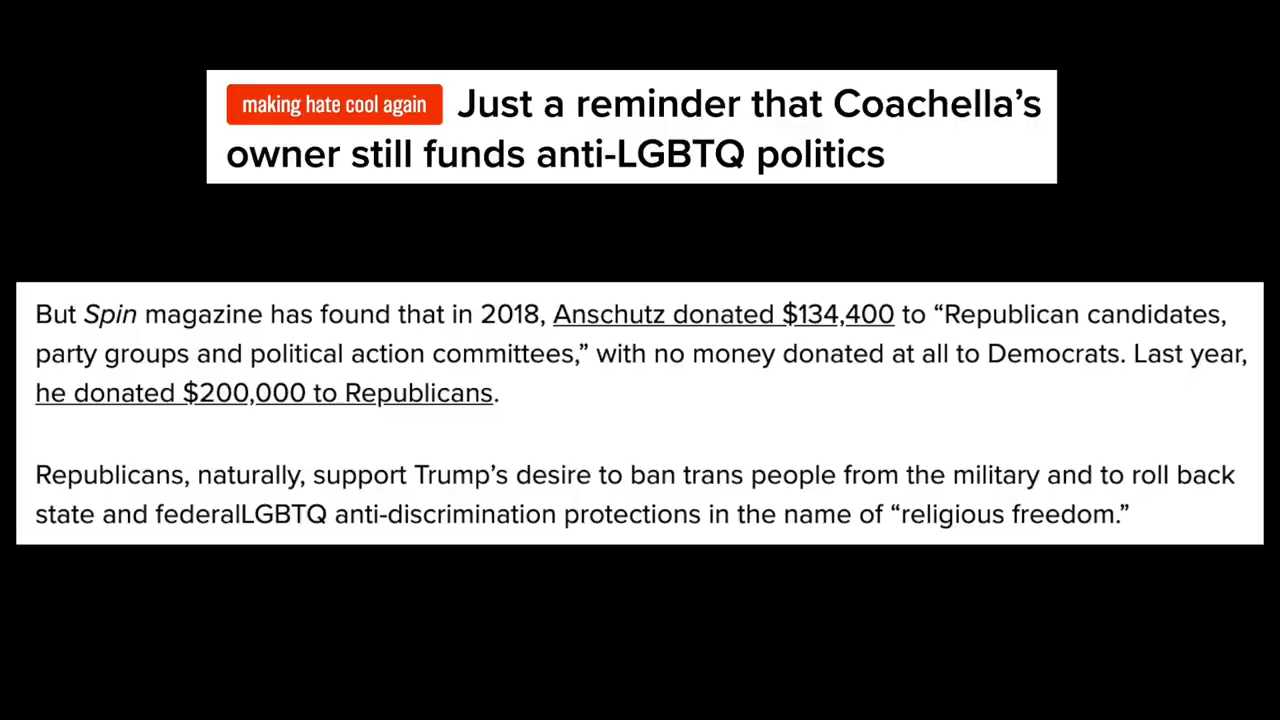 making hate cool again Just a reminder that Coachella’s
owner still funds anti-LGBTQ politics
But Spin magazine has found that in 2018, Anschutz donated $134,400 to “Republican candidates,
party groups and political action committees,” with no money donated at all to Democrats. Last year,
he donated $200,000 to Republicans.
Republicans, naturally, support Trump’s desire to ban trans people from the military and to roll back
state and federalLGBTQ anti-discrimination protections in the name of “religious freedom.”